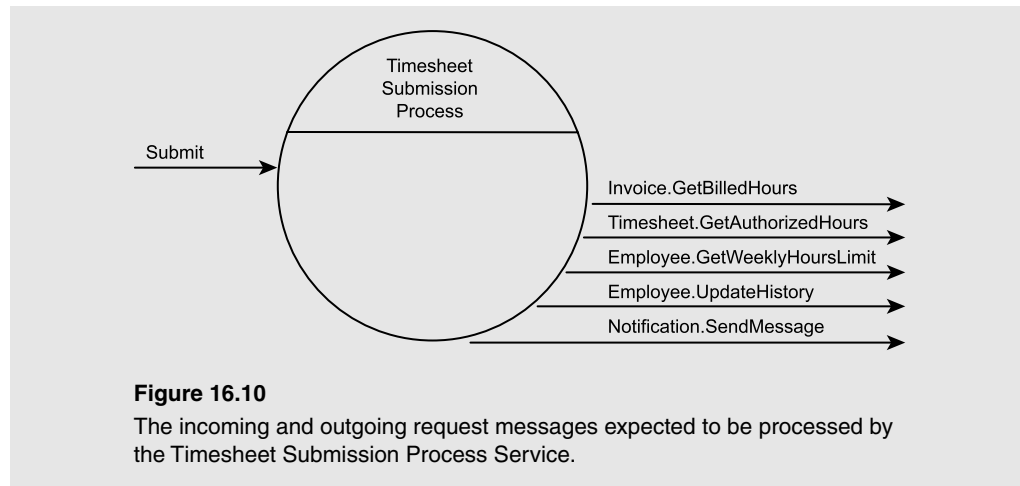 Timesheet
Submission
Process
Submit
Invoice.GetBilledHours
Timesheet.GetAuthorizedHours
Employee.GetWeeklyHoursLimit
Employee.UpdateHistory
Notification.SendMessage
Figure 16.10
The incoming and outgoing request messages expected to be processed by
the Timesheet Submission Process Service.